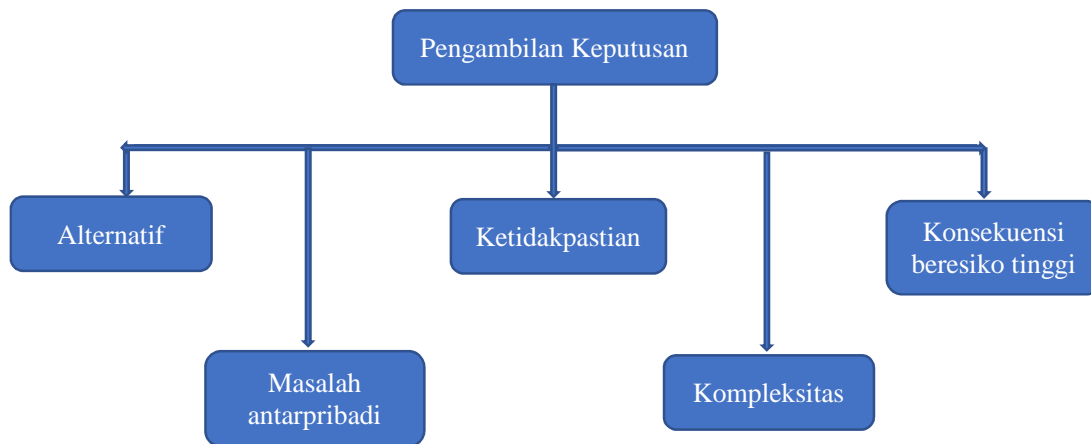 Pengambilan Keputusan
Alternatif
Ketidakpastian
Konsekuensi
beresiko tinggi
Masalah
antarpribadi
Kompleksitas